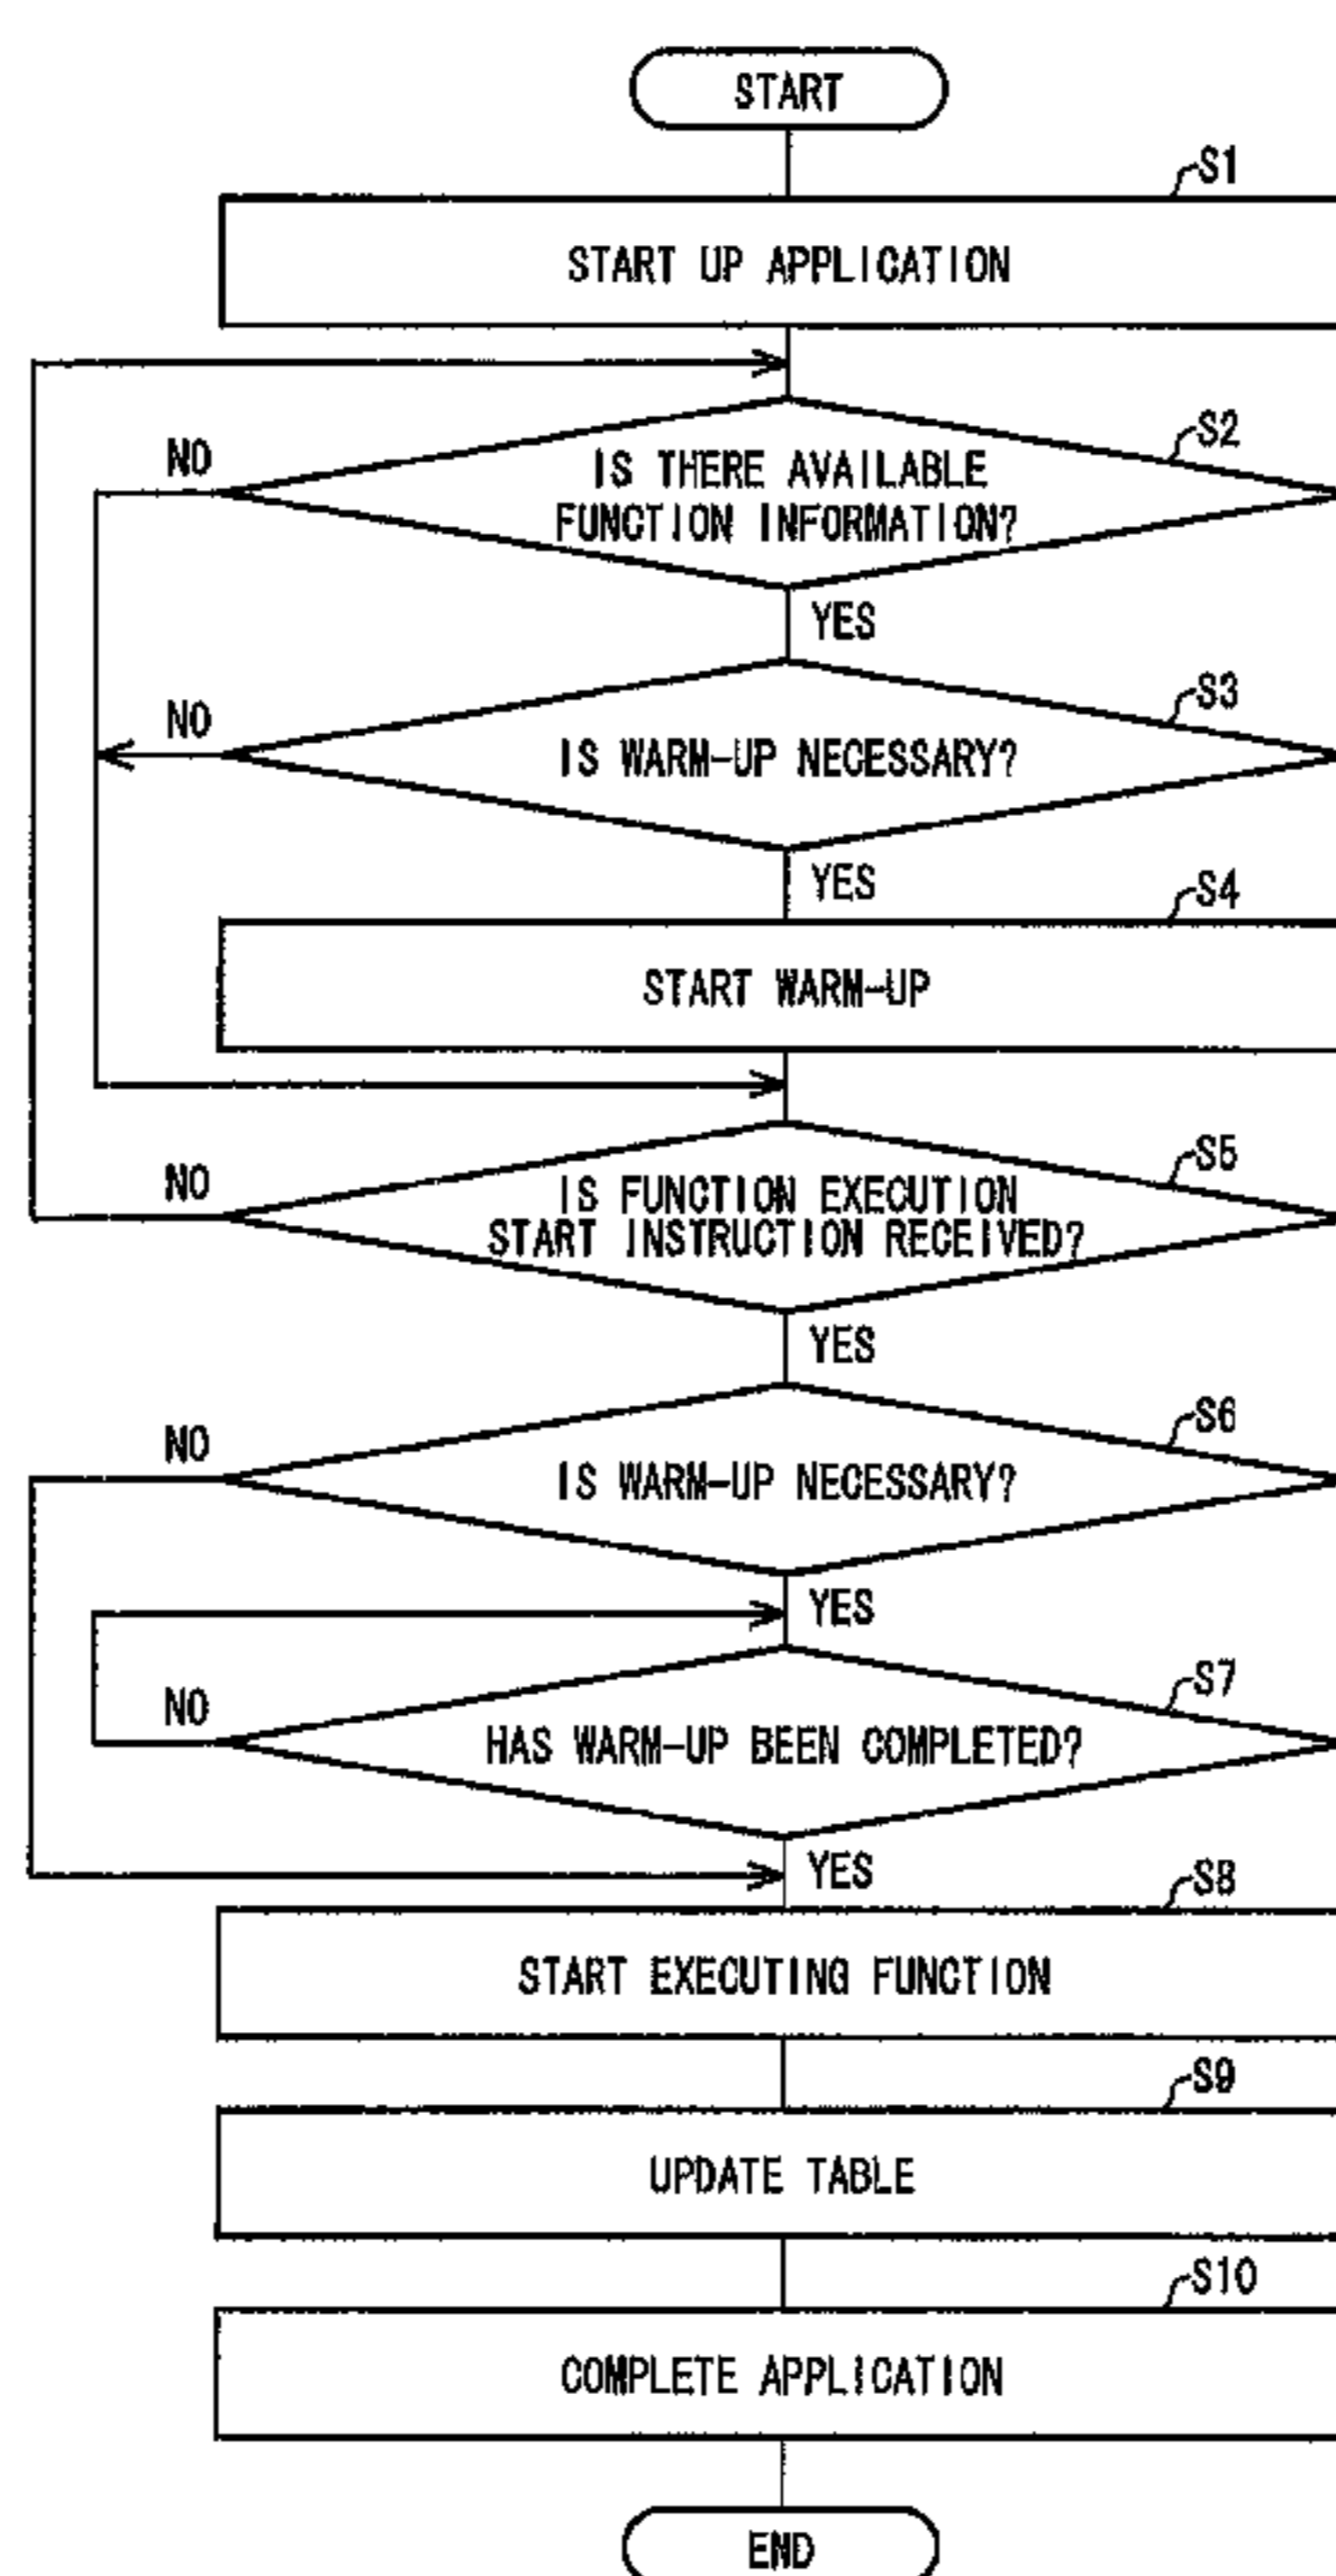 START
S1
START UP APPLICATION
S2
NO
IS THERE AVAILABLE
FUNCTION INFORMATION?
YES
S3
NO
IS WARM-UP NECESSARY?
YES
S4
START WARM-UP
S5
NO
IS FUNCTION EXECUTION
START INSTRUCTION RECEIVED?
YES
S6
NO
IS WARM-UP NECESSARY?
YES
S7
NO
HAS WARM-UP BEEN COMPLETED?
YES
S8
START EXECUTING FUNCTION
S9
UPDATE TABLE
S10
COMPLETE APPLICATION
END